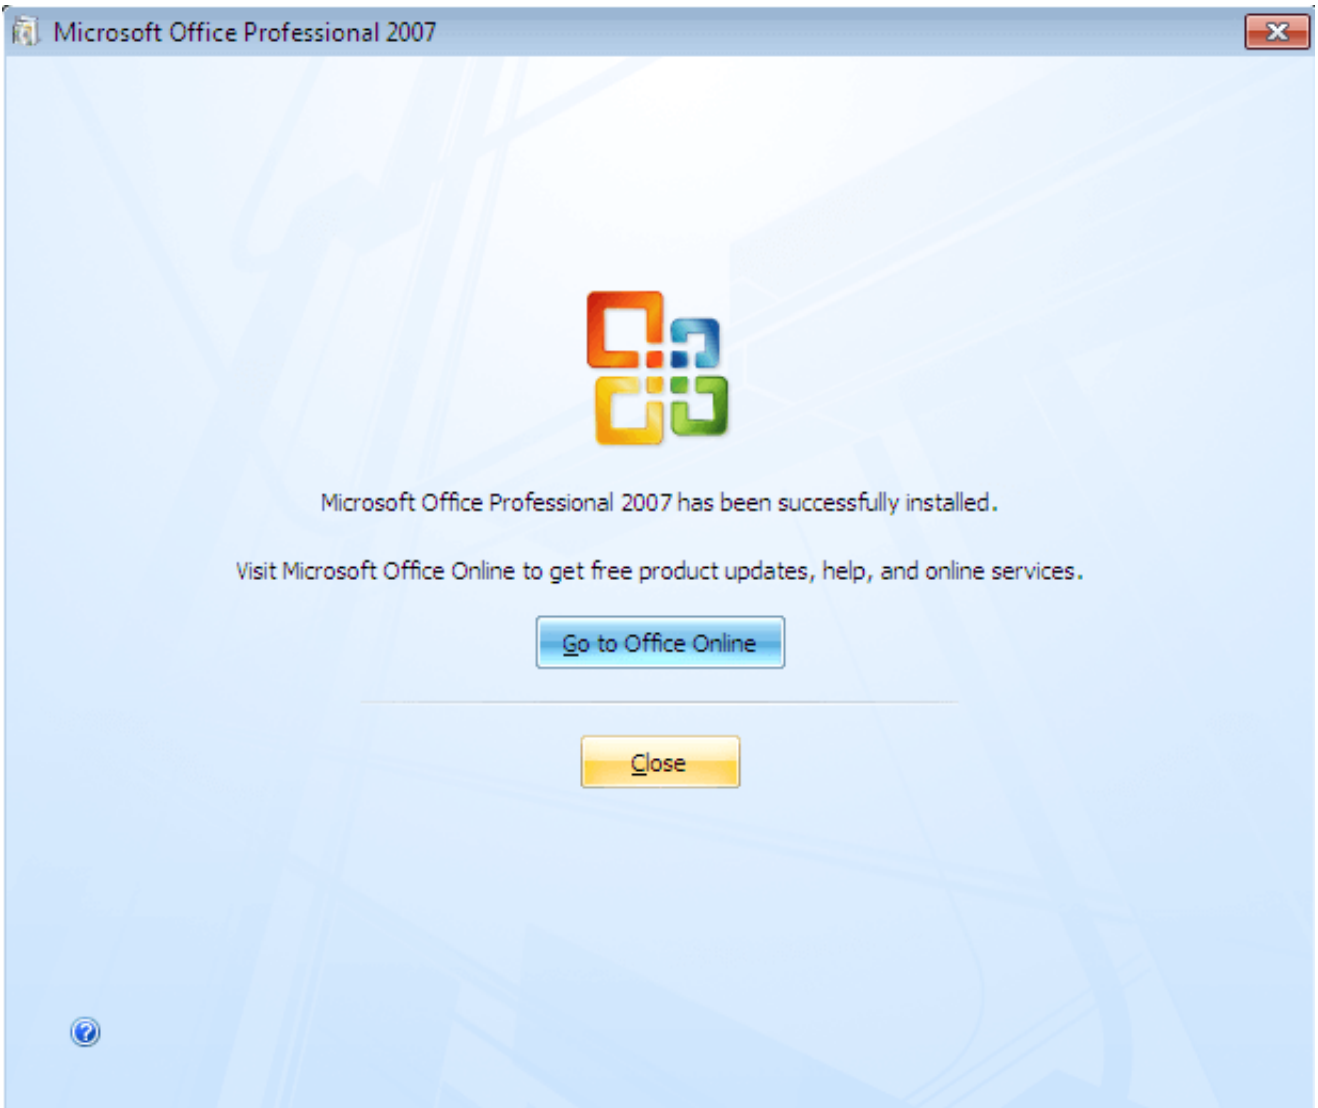 Microsoft Office Professional 2007
Microsoft Office Professional 2007 has been successfully installed.
Visit Microsoft Office Online to get free product updates, help, and online services.
Go to Office Online
Close